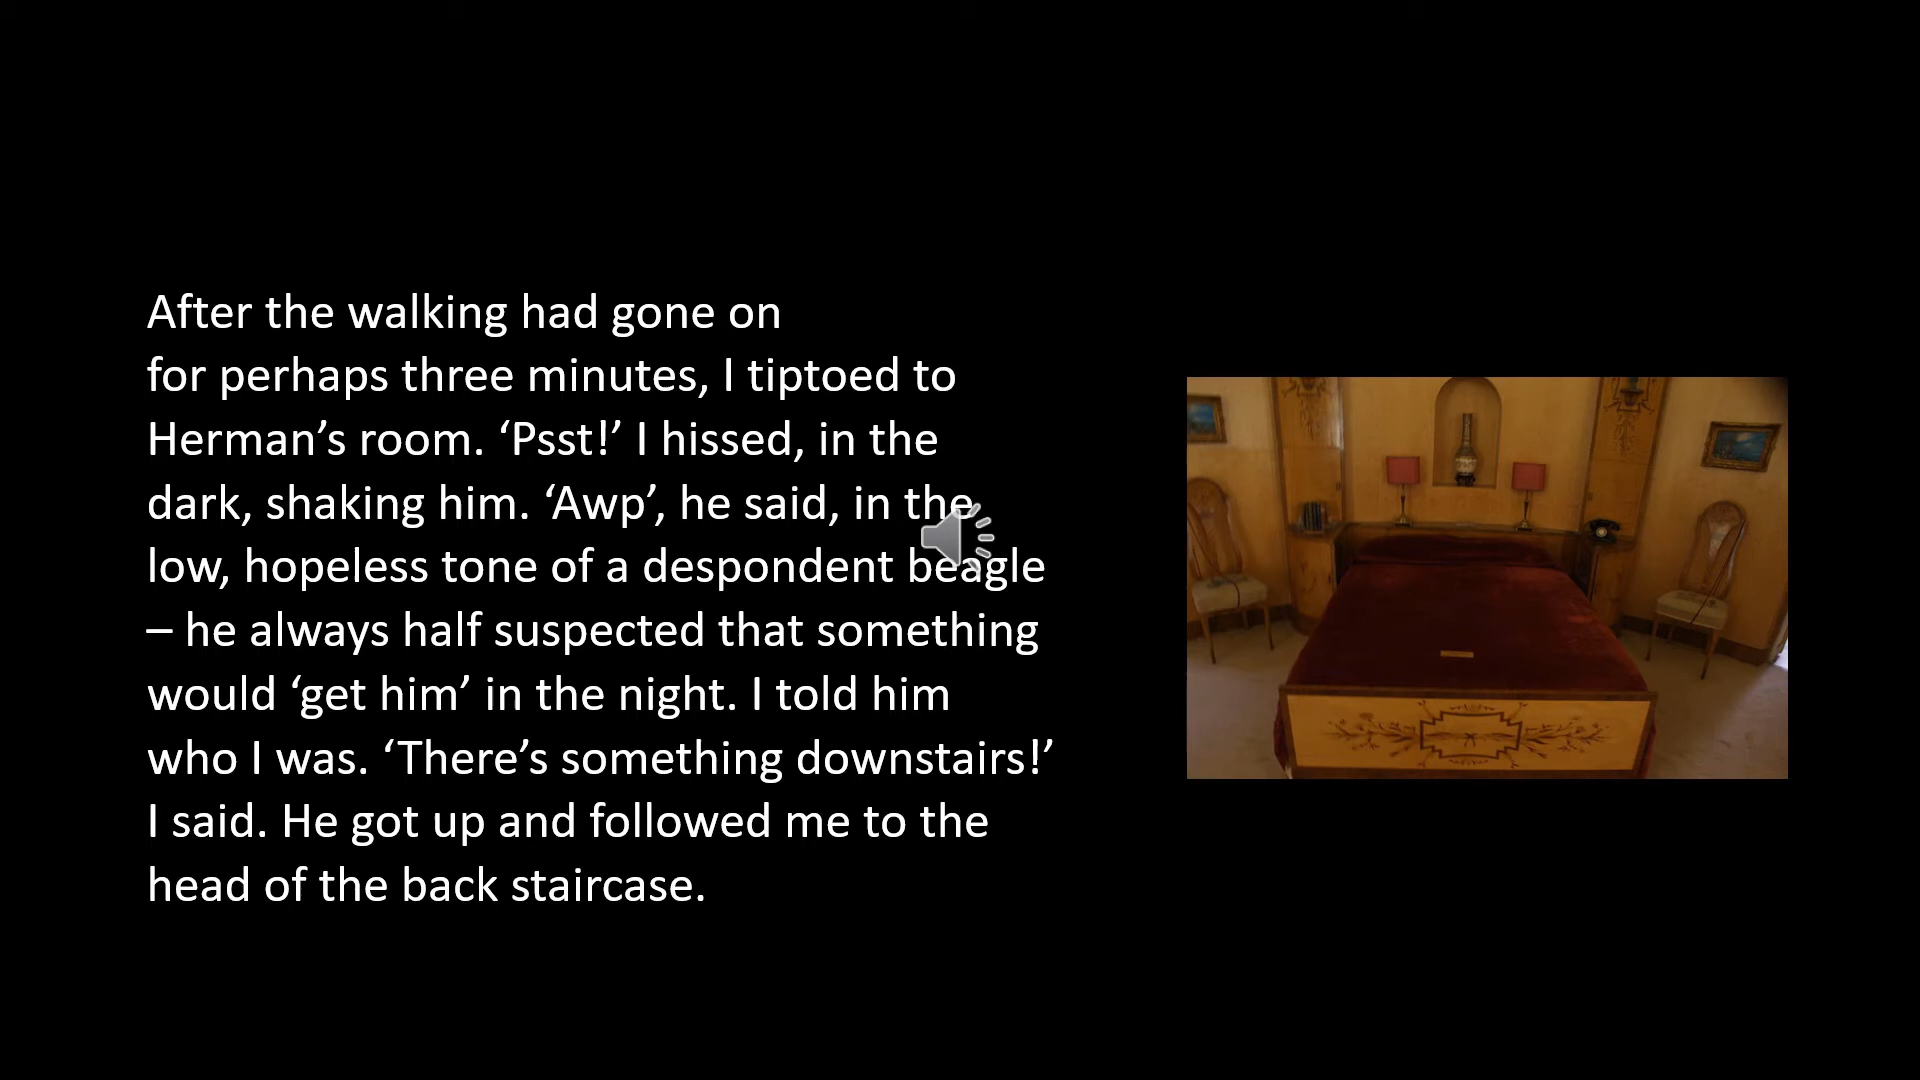 After the walking had gone on
for perhaps three minutes, I tiptoed to
Herman’s room. ‘Psst!’ I hissed, in the
dark, shaking him. ‘Awp’, he said, in the
low, hopeless tone of a despondent beagle
– he always half suspected that something
would ‘get him’ in the night. I told him
who I was. ‘There’s something downstairs!’
I said. He got up and followed me to the
head of the back staircase.